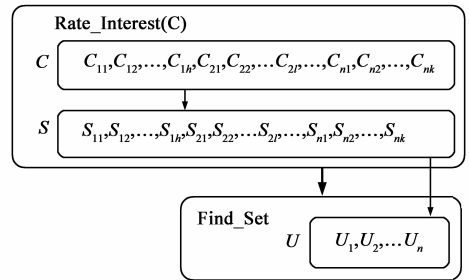 Rate_Interest(C)
C C₁₁,C₁₂,…,C₁ₕ,C₂₁,C₂₂,…C₂ₗ,…,Cₙ₁,Cₙ₂,…,Cₙₖ
S S₁₁,S₁₂,…,S₁ₕ,S₂₁,S₂₂,…S₂ₗ,…,Sₙ₁,Sₙ₂,…,Sₙₖ
Find_Set
U U₁,U₂,…Uₙ